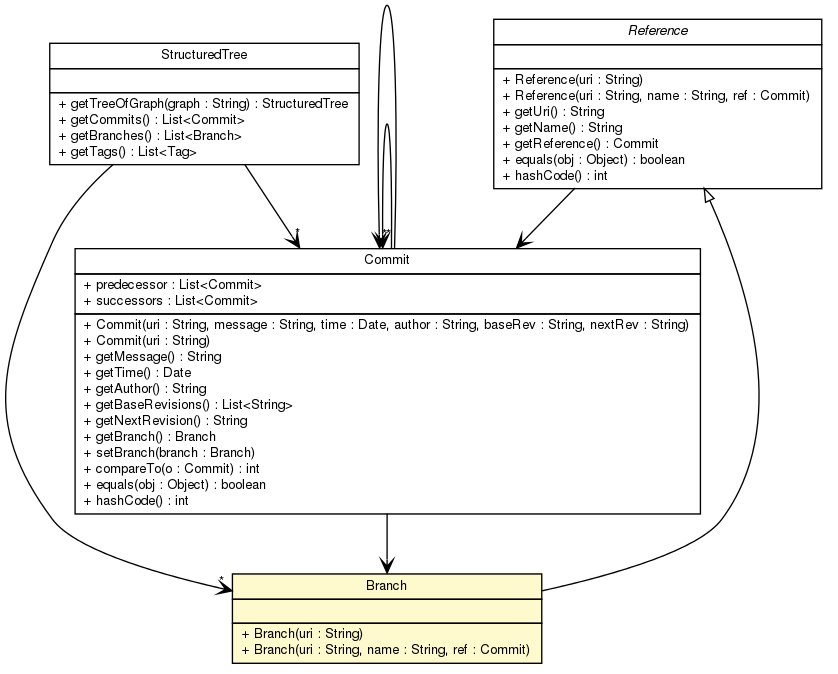 StructuredTree
+ getTreeOfGraph(graph : String) : StructuredTree
+ getCommits() : List<Commit>
+ getBranches() : List<Branch>
+ getTags() : List<Tag>
Reference
+ Reference(uri : String)
+ Reference(uri : String, name : String, ref : Commit)
+ getUri() : String
+ getName() : String
+ getReference() : Commit
+ equals(obj : Object) : boolean
+ hashCode() : int
*
**
Commit
+ predecessor : List<Commit>
+ successors : List<Commit>
+ Commit(uri : String, message : String, time : Date, author : String, baseRev : String, nextRev : String)
+ Commit(uri : String)
+ getMessage() : String
+ getTime() : Date
+ getAuthor() : String
+ getBaseRevisions() : List<String>
+ getNextRevision() : String
+ getBranch() : Branch
+ setBranch(branch : Branch)
+ compareTo(o : Commit) : int
+ equals(obj : Object) : boolean
+ hashCode() : int
*
Branch
+ Branch(uri : String)
+ Branch(uri : String, name : String, ref : Commit)